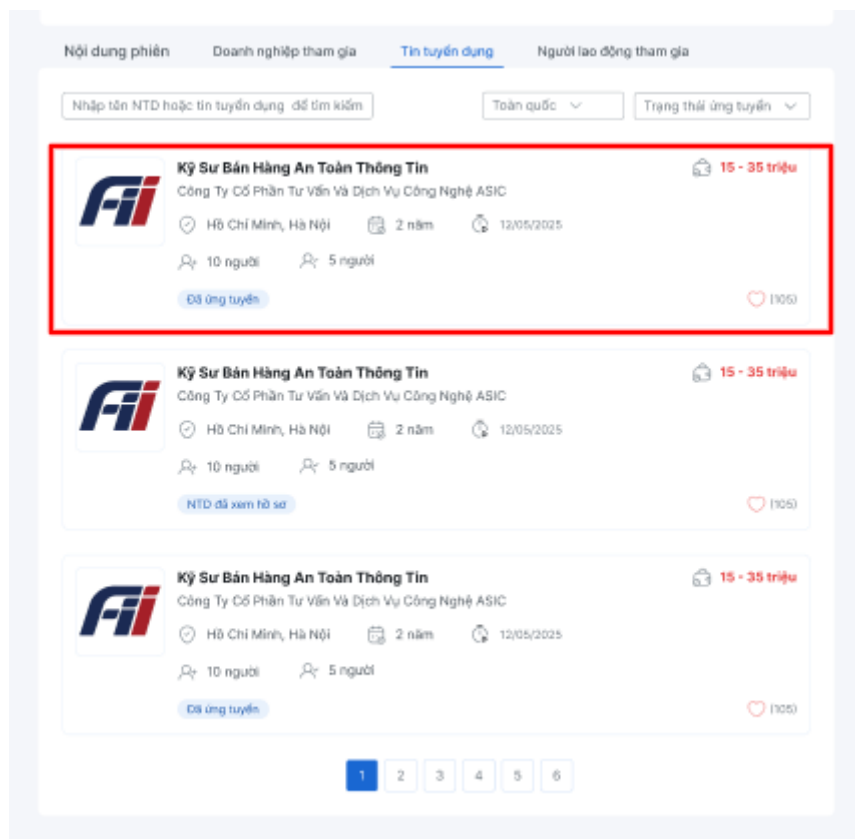 Nội dung phiên Doanh nghiệp tham gia Tin tuyển dụng Người lao động tham gia
Nhập tên NTD hoặc tin tuyển dụng để tìm kiếm Toàn quốc Trạng thái ứng tuyển
Kỹ Sư Bán Hàng An Toàn Thông Tin 15 - 35 triệu
Công Ty Cổ Phần Tư Vấn Và Dịch Vụ Công Nghệ ASIC
Hồ Chí Minh, Hà Nội 2 năm 12/05/2025
10 người 5 người
Đã ứng tuyển (105)
Kỹ Sư Bán Hàng An Toàn Thông Tin 15 - 35 triệu
Công Ty Cổ Phần Tư Vấn Và Dịch Vụ Công Nghệ ASIC
Hồ Chí Minh, Hà Nội 2 năm 12/05/2025
10 người 5 người
NTD đã xem hồ sơ (105)
Kỹ Sư Bán Hàng An Toàn Thông Tin 15 - 35 triệu
Công Ty Cổ Phần Tư Vấn Và Dịch Vụ Công Nghệ ASIC
Hồ Chí Minh, Hà Nội 2 năm 12/05/2025
10 người 5 người
Đã ứng tuyển (105)
1 2 3 4 5 6